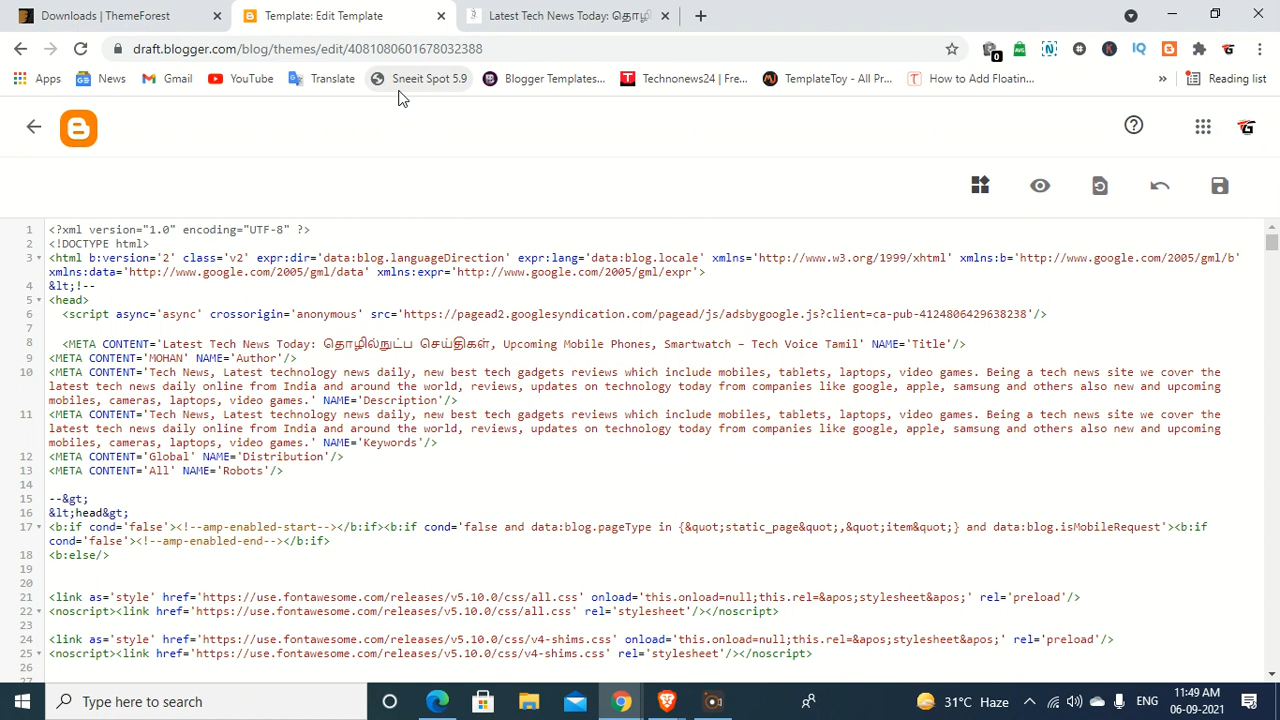 Downloads | ThemeForest
Template: Edit Template
Latest Tech News Today: தொழி
draft.blogger.com/blog/themes/edit/4081080601678032388
0
IQ
Apps
News
Gmail
YouTube
Translate
Sneeit Spot 5.9
Blogger Templates...
Technonews24 | Fre...
TemplateToy - All Pr...
How to Add Floatin...
»
Reading list
1 <?xml version="1.0" encoding="UTF-8" ?>
2 <!DOCTYPE html>
3 <html b:version='2' class='v2' expr:dir='data:blog.languageDirection' expr:lang='data:blog.locale' xmlns='http://www.w3.org/1999/xhtml' xmlns:b='http://www.google.com/2005/gml/b'
xmlns:data='http://www.google.com/2005/gml/data' xmlns:expr='http://www.google.com/2005/gml/expr'>
4 &lt;!--
5 <head>
6 <script async='async' crossorigin='anonymous' src='https://pagead2.googlesyndication.com/pagead/js/adsbygoogle.js?client=ca-pub-4124806429638238'/>
7
8 <META CONTENT='Latest Tech News Today: தொழில்நுட்ப செய்திகள், Upcoming Mobile Phones, Smartwatch – Tech Voice Tamil' NAME='Title'/>
9 <META CONTENT='MOHAN' NAME='Author'/>
10 <META CONTENT='Tech News, Latest technology news daily, new best tech gadgets reviews which include mobiles, tablets, laptops, video games. Being a tech news site we cover the
latest tech news daily online from India and around the world, reviews, updates on technology today from companies like google, apple, samsung and others also new and upcoming
mobiles, cameras, laptops, video games.' NAME='Description'/>
11 <META CONTENT='Tech News, Latest technology news daily, new best tech gadgets reviews which include mobiles, tablets, laptops, video games. Being a tech news site we cover the
latest tech news daily online from India and around the world, reviews, updates on technology today from companies like google, apple, samsung and others also new and upcoming
mobiles, cameras, laptops, video games.' NAME='Keywords'/>
12 <META CONTENT='Global' NAME='Distribution'/>
13 <META CONTENT='All' NAME='Robots'/>
14
15 --&gt;
16 &lt;head&gt;
17 <b:if cond='false'><!--amp-enabled-start--></b:if><b:if cond='false and data:blog.pageType in {&quot;static_page&quot;,&quot;item&quot;} and data:blog.isMobileRequest'><b:if
cond='false'><!--amp-enabled-end--></b:if>
18 <b:else/>
19
20
21 <link as='style' href='https://use.fontawesome.com/releases/v5.10.0/css/all.css' onload='this.onload=null;this.rel=&apos;stylesheet&apos;' rel='preload'/>
22 <noscript><link href='https://use.fontawesome.com/releases/v5.10.0/css/all.css' rel='stylesheet'/></noscript>
23
24 <link as='style' href='https://use.fontawesome.com/releases/v5.10.0/css/v4-shims.css' onload='this.onload=null;this.rel=&apos;stylesheet&apos;' rel='preload'/>
25 <noscript><link href='https://use.fontawesome.com/releases/v5.10.0/css/v4-shims.css' rel='stylesheet'/></noscript>
26
27
Type here to search
31°C Haze
ENG
11:49 AM
06-09-2021